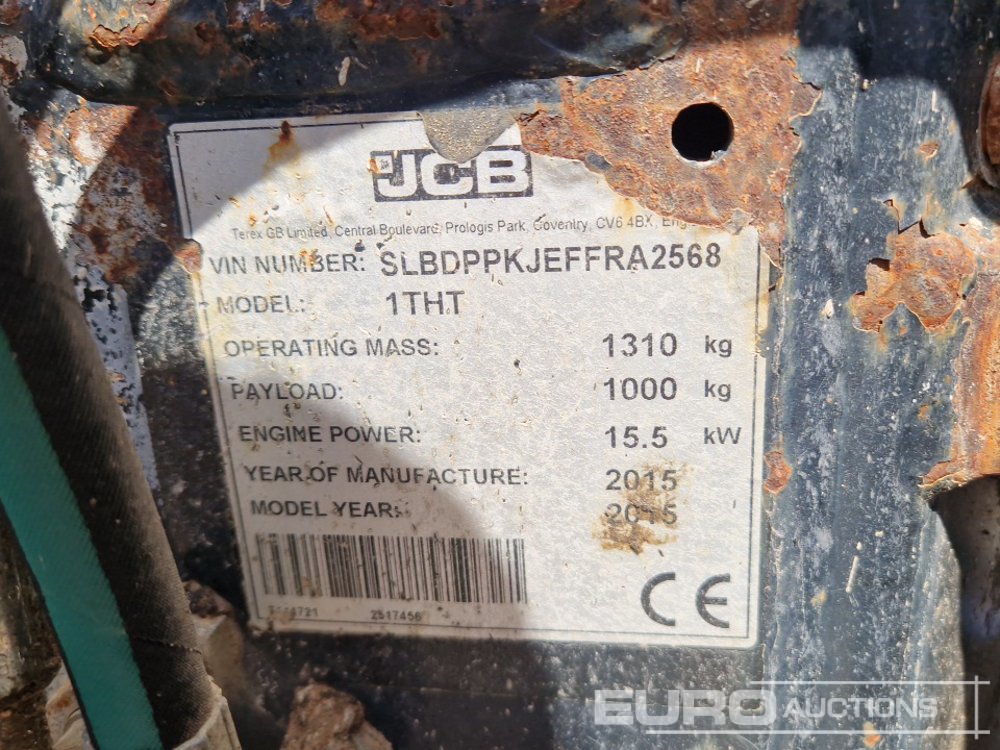 JCB
Terex GB Limited, Central Boulevard, Prologis Park, Coventry, CV6 4BX,
VIN NUMBER: SLBDPPKJEFFRA2568
MODEL: 1THT
OPERATING MASS: 1310 kg
PAYLOAD: 1000 kg
ENGINE POWER: 15.5 kW
YEAR OF MANUFACTURE: 2015
MODEL YEAR: 2015
2517456
CE
EURO AUCTIONS